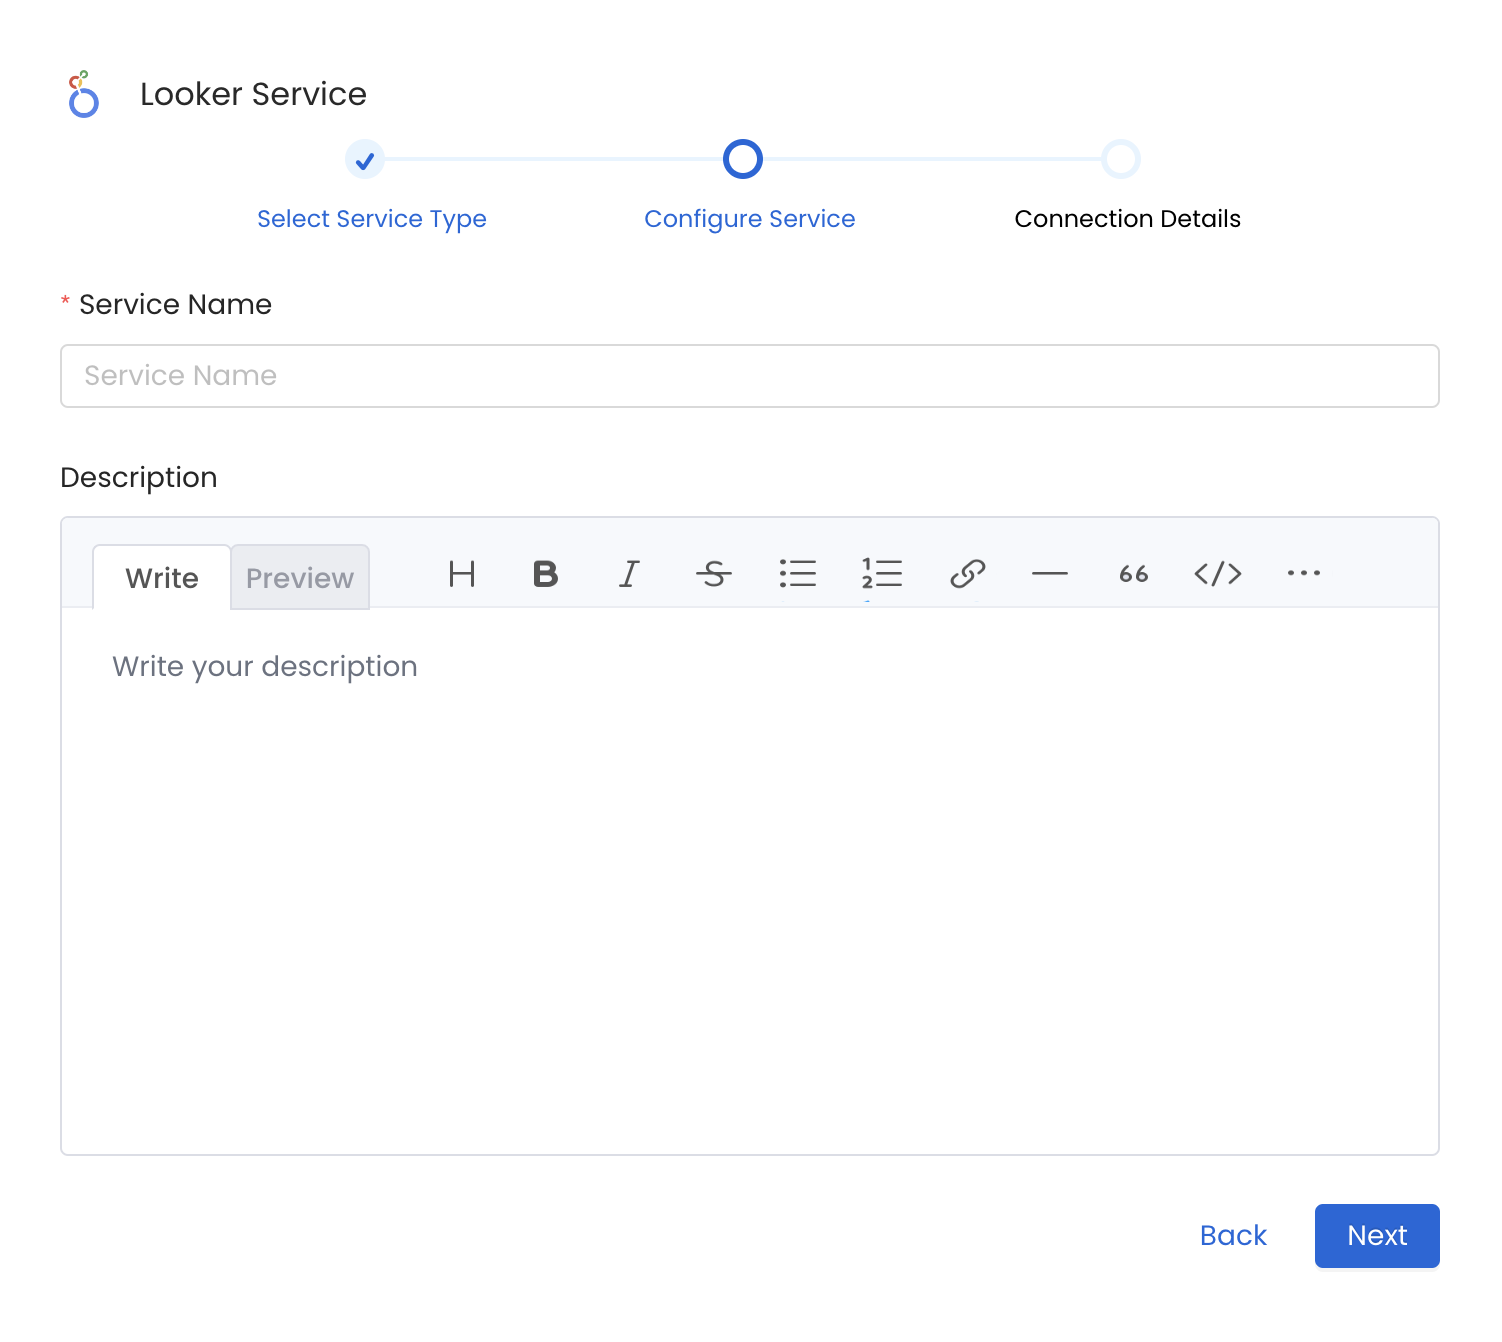 Looker Service
Select Service Type
Configure Service
Connection Details
* Service Name
Service Name
Description
Write
Preview
Write your description
Back
Next